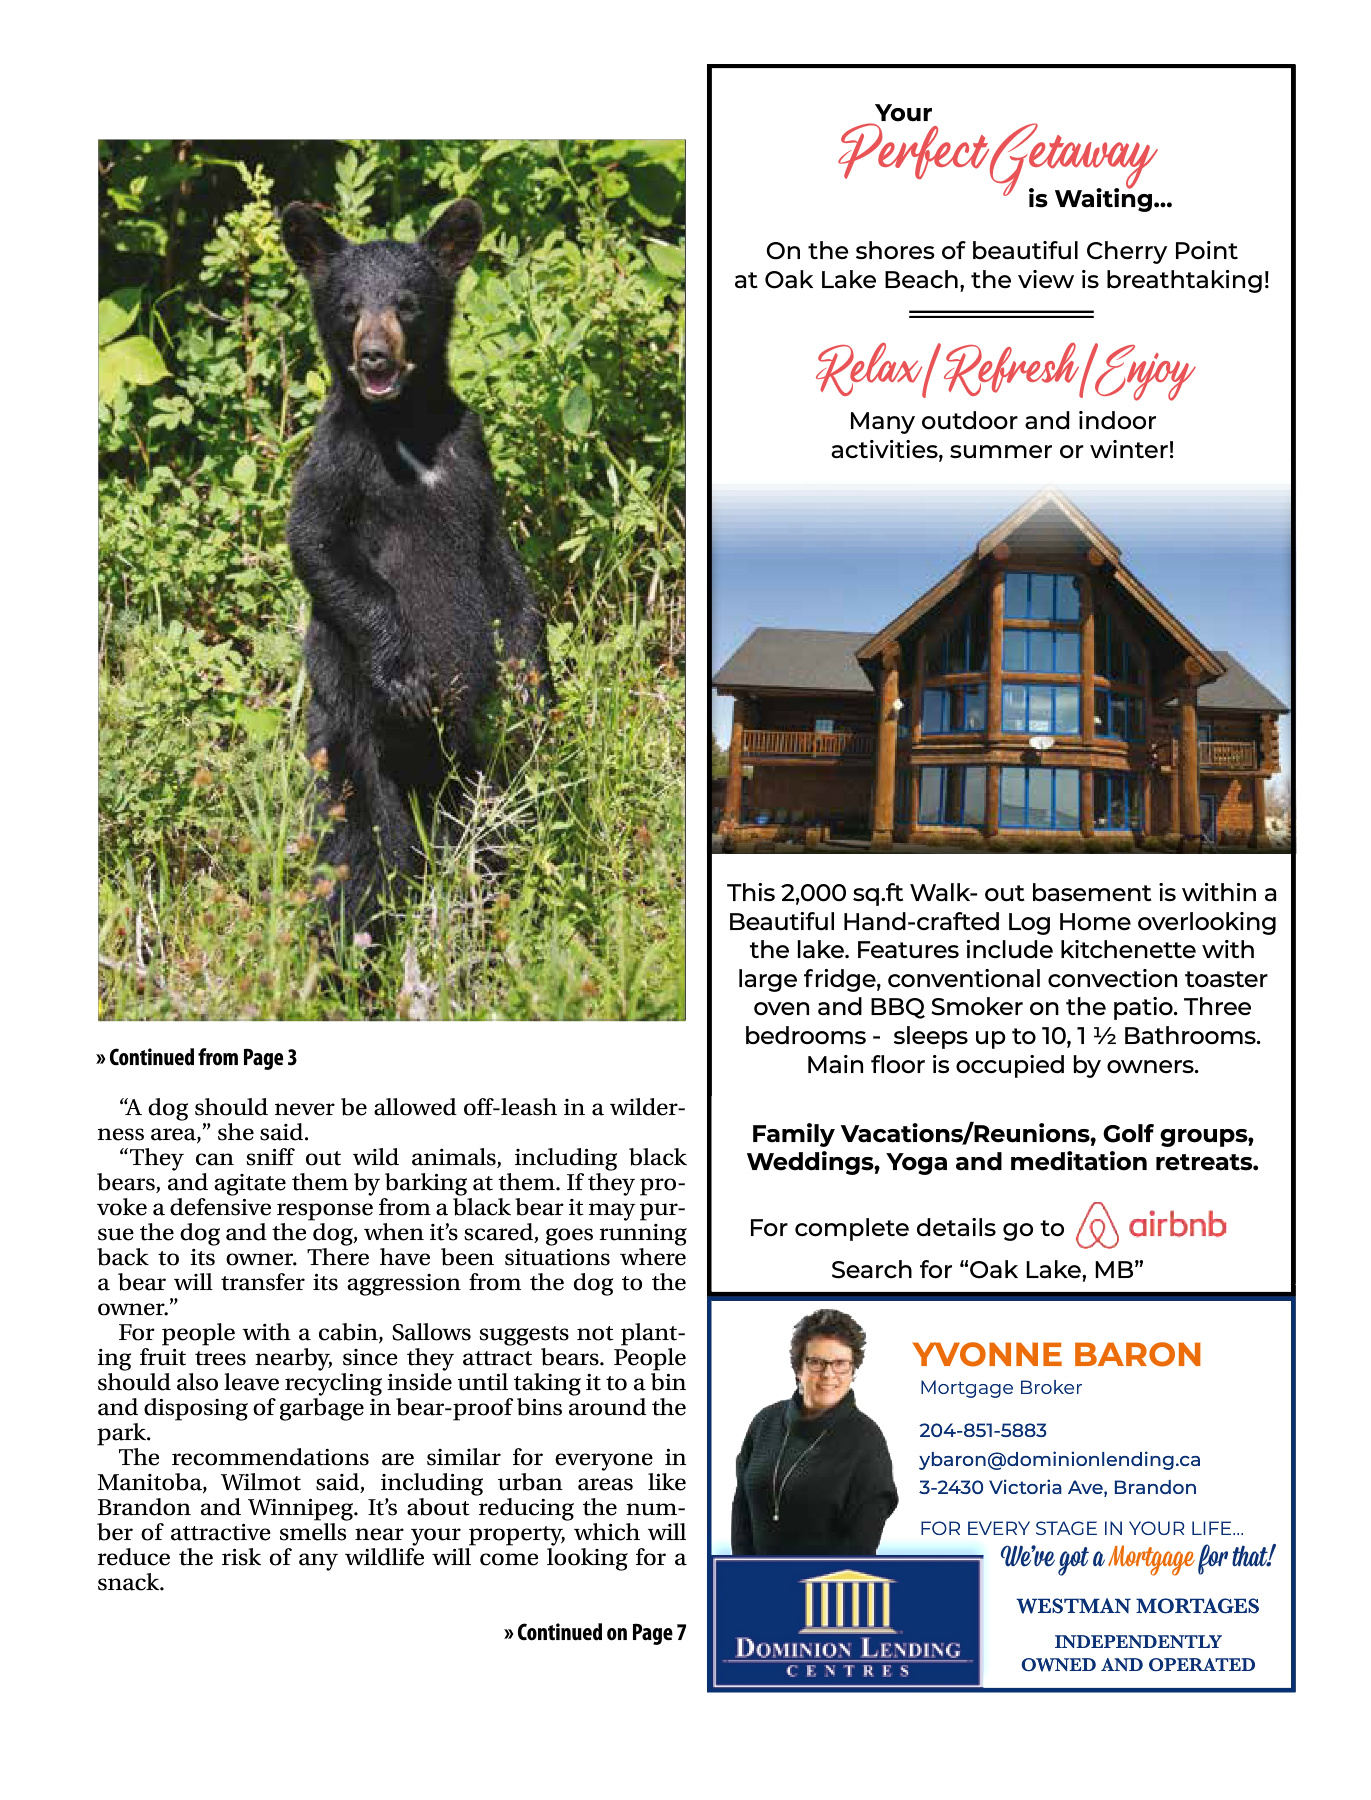 » Continued from Page 3
“A dog should never be allowed off-leash in a wilder-
ness area,” she said.
“They can sniff out wild animals, including black
bears, and agitate them by barking at them. If they pro-
voke a defensive response from a black bear it may pur-
sue the dog and the dog, when it’s scared, goes running
back to its owner. There have been situations where
a bear will transfer its aggression from the dog to the
owner.”
For people with a cabin, Sallows suggests not plant-
ing fruit trees nearby, since they attract bears. People
should also leave recycling inside until taking it to a bin
and disposing of garbage in bear-proof bins around the
park.
The recommendations are similar for everyone in
Manitoba, Wilmot said, including urban areas like
Brandon and Winnipeg. It’s about reducing the num-
ber of attractive smells near your property, which will
reduce the risk of any wildlife will come looking for a
snack.
» Continued on Page 7
Your
Perfect Getaway
is Waiting...
On the shores of beautiful Cherry Point
at Oak Lake Beach, the view is breathtaking!
Relax/Refresh/Enjoy
Many outdoor and indoor
activities, summer or winter!
This 2,000 sq.ft Walk- out basement is within a
Beautiful Hand-crafted Log Home overlooking
the lake. Features include kitchenette with
large fridge, conventional convection toaster
oven and BBQ Smoker on the patio. Three
bedrooms - sleeps up to 10, 1 ½ Bathrooms.
Main floor is occupied by owners.
Family Vacations/Reunions, Golf groups,
Weddings, Yoga and meditation retreats.
For complete details go to airbnb
Search for “Oak Lake, MB”
YVONNE BARON
Mortgage Broker
204-851-5883
ybaron@dominionlending.ca
3-2430 Victoria Ave, Brandon
FOR EVERY STAGE IN YOUR LIFE...
We’ve got a Mortgage for that!
DOMINION LENDING
CENTRES
WESTMAN MORTAGES
INDEPENDENTLY
OWNED AND OPERATED